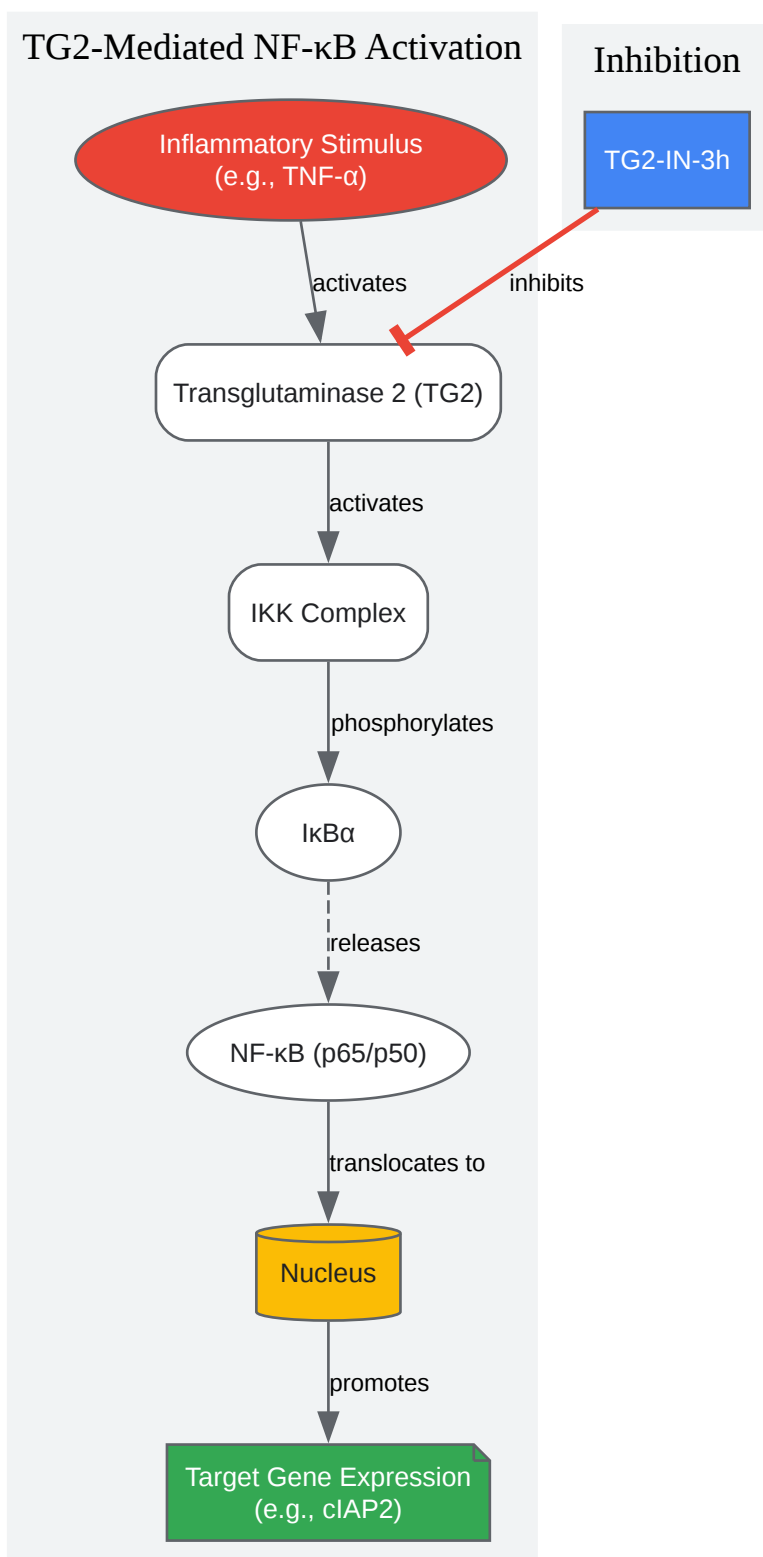 TG2-Mediated NF-κB Activation
Inhibition
Inflammatory Stimulus
(e.g., TNF-α)
TG2-IN-3h
activates
inhibits
Transglutaminase 2 (TG2)
activates
IKK Complex
phosphorylates
IκBα
releases
NF-κB (p65/p50)
translocates to
Nucleus
promotes
Target Gene Expression
(e.g., cIAP2)